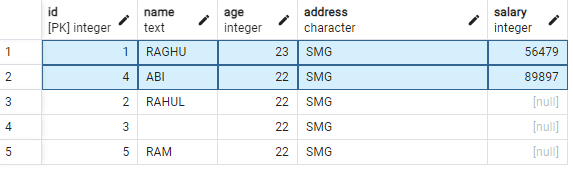 id name age address salary
[PK] integer text integer character integer
1 1 RAGHU 23 SMG 56479
2 4 ABI 22 SMG 89897
3 2 RAHUL 22 SMG [null]
4 3 22 SMG [null]
5 5 RAM 22 SMG [null]